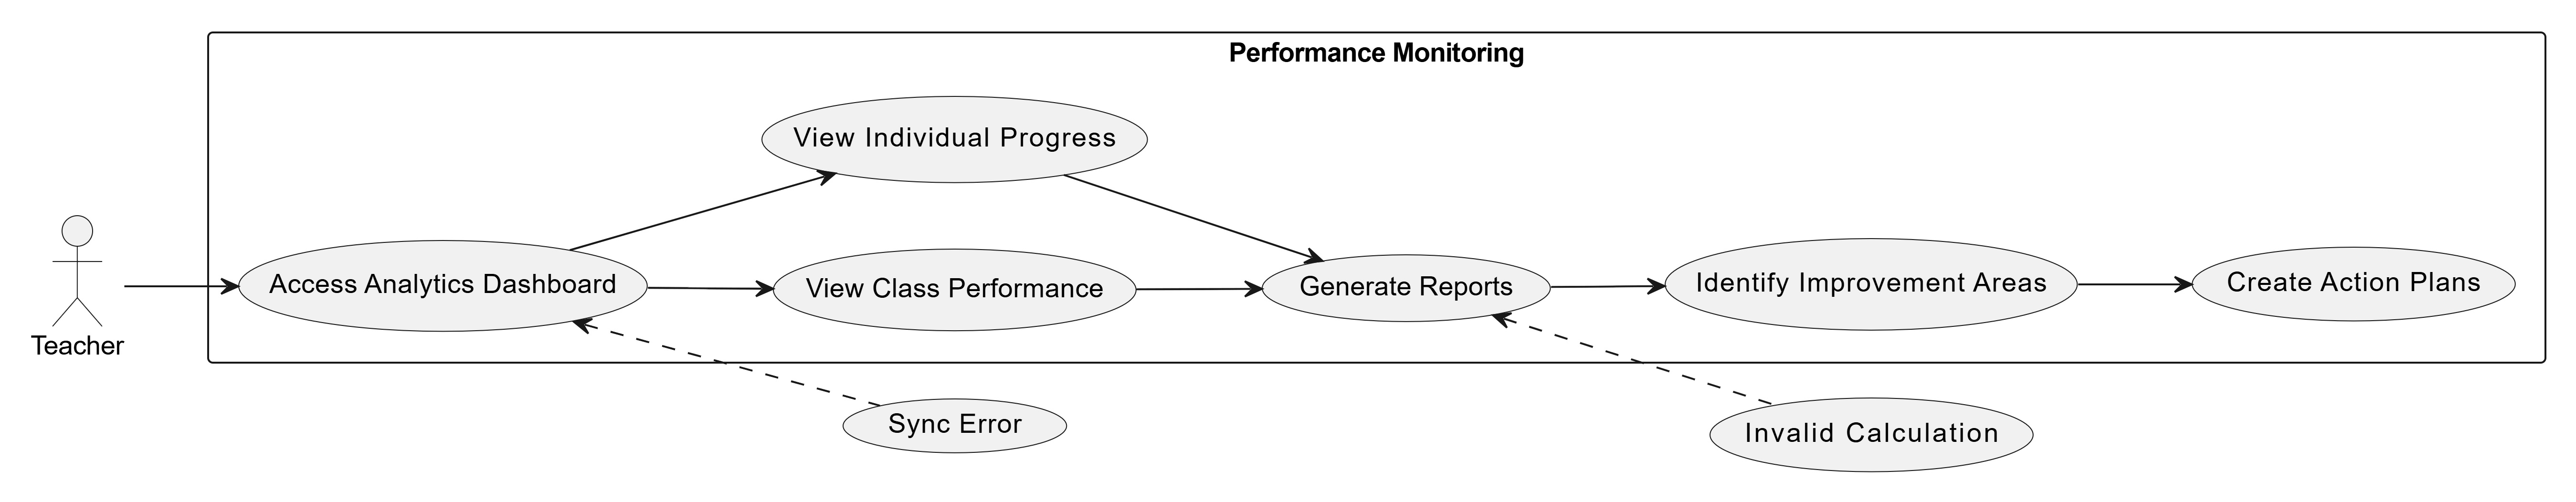 Performance Monitoring
View Individual Progress
Teacher
Access Analytics Dashboard
View Class Performance
Generate Reports
Identify Improvement Areas
Create Action Plans
Sync Error
Invalid Calculation